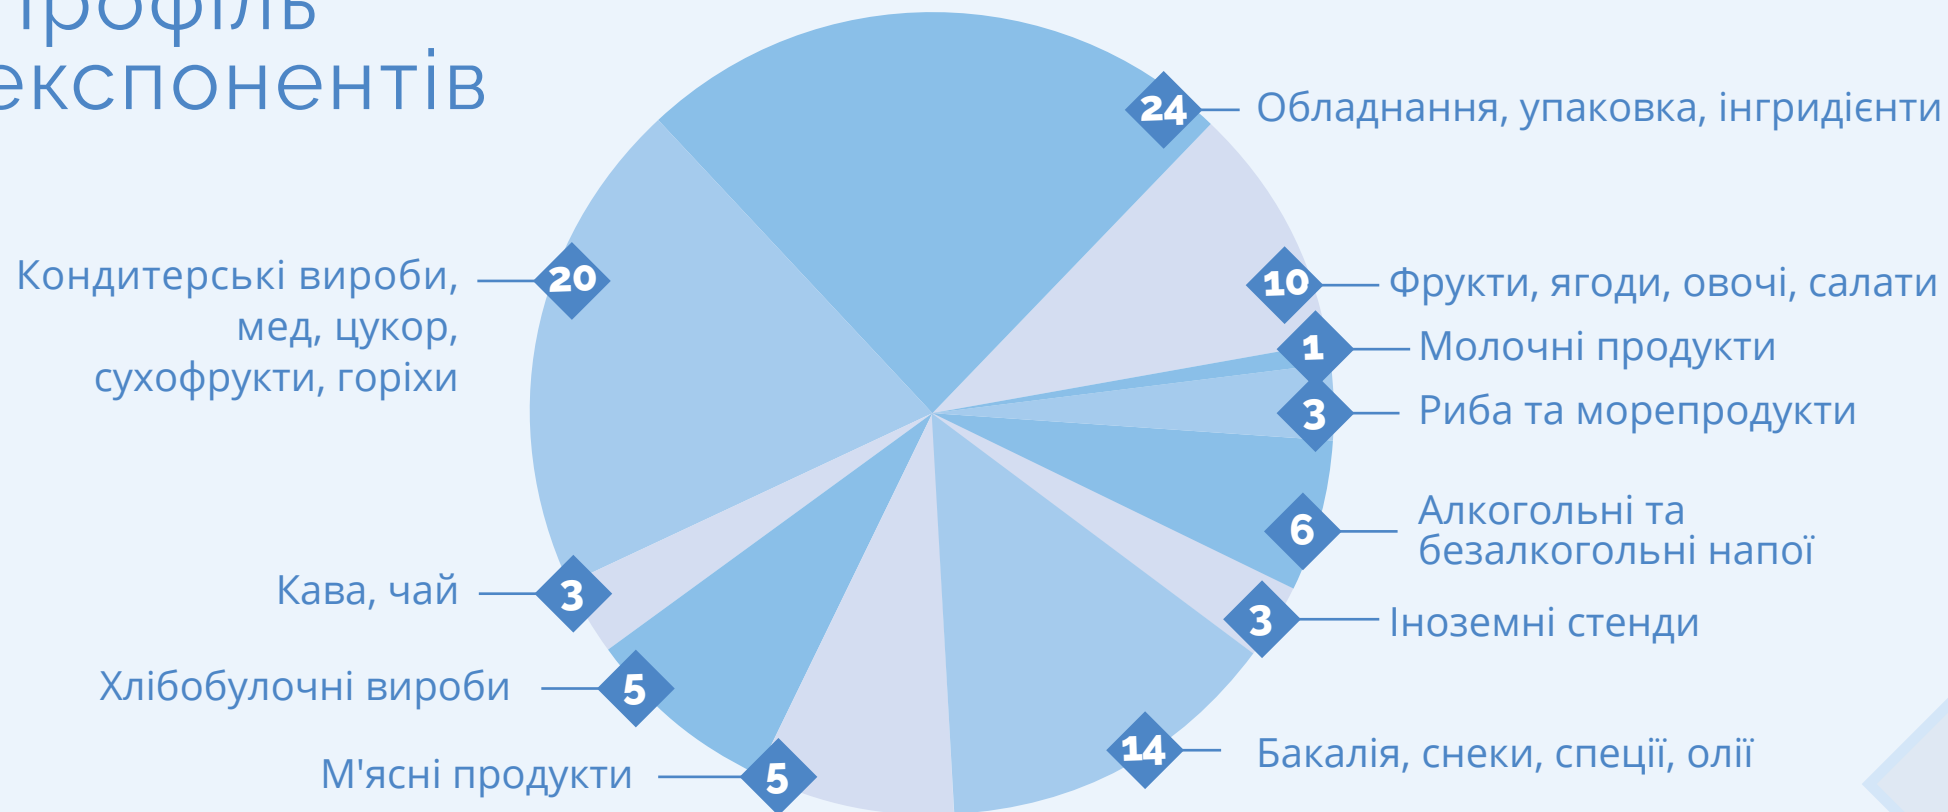 профіль
експонентів
24
Обладнання, упаковка, інгридієнти
20
Кондитерські вироби,
мед, цукор,
сухофрукти, горіхи
10
Фрукти, ягоди, овочі, салати
1
Молочні продукти
3
Риба та морепродукти
6
Алкогольні та
безалкогольні напої
3
Кава, чай
3
Іноземні стенди
5
Хлібобулочні вироби
14
Бакалія, снеки, спеції, олії
5
М'ясні продукти